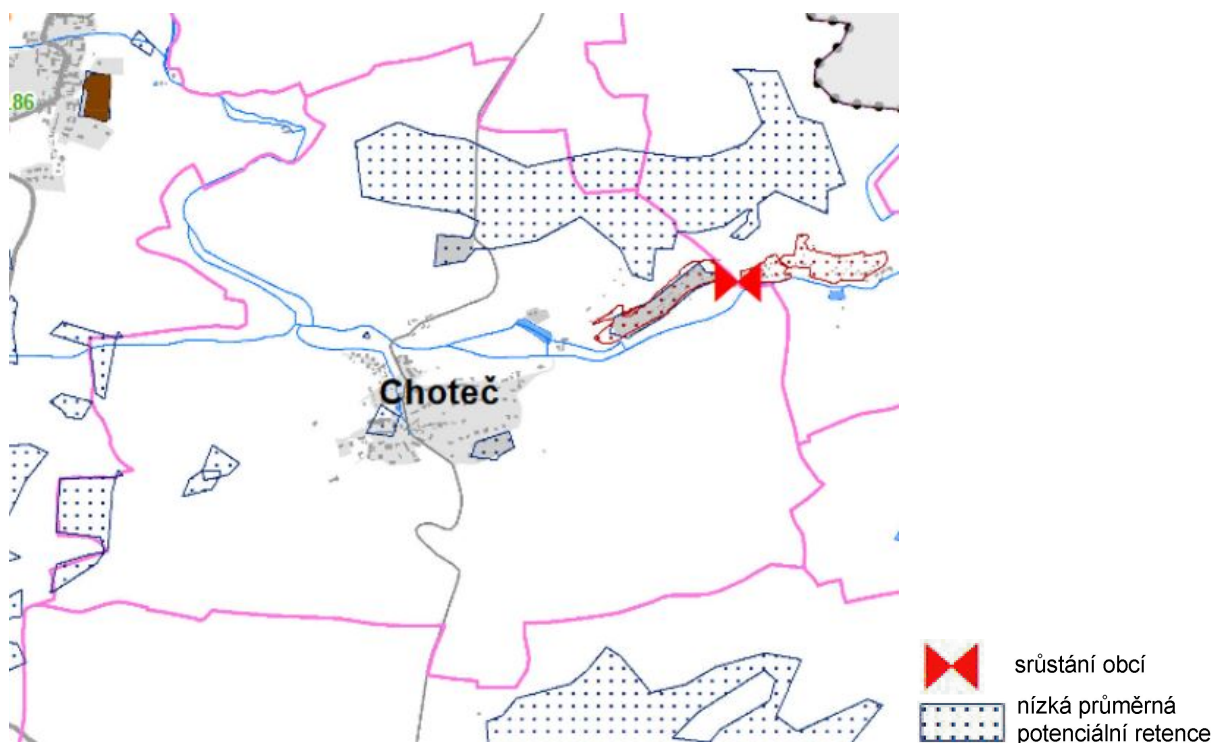 .86
Choteč
srůstání obcí
nízká průměrná
potenciální retence